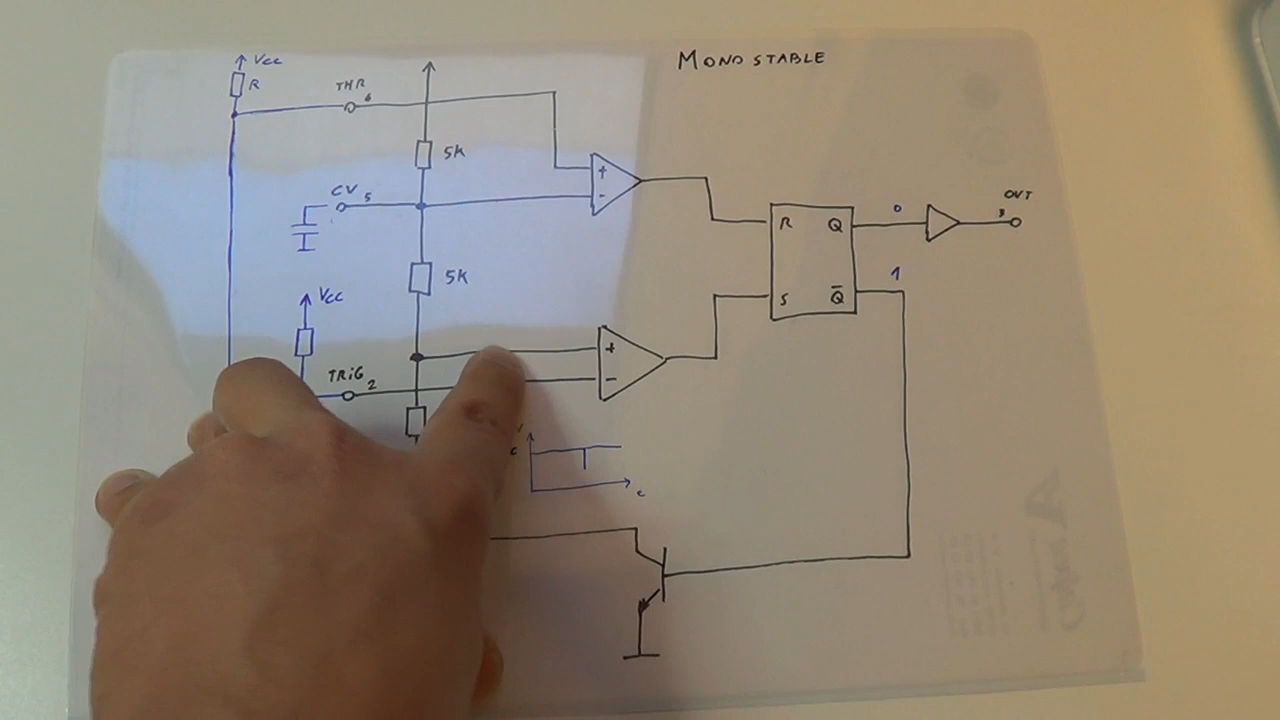 MONOSTABLE
Vcc
R
THR
6
5K
CV 5
+
-
R Q
0
OUT
3
5K
1
S Q̅
Vcc
+
-
TRiG 2